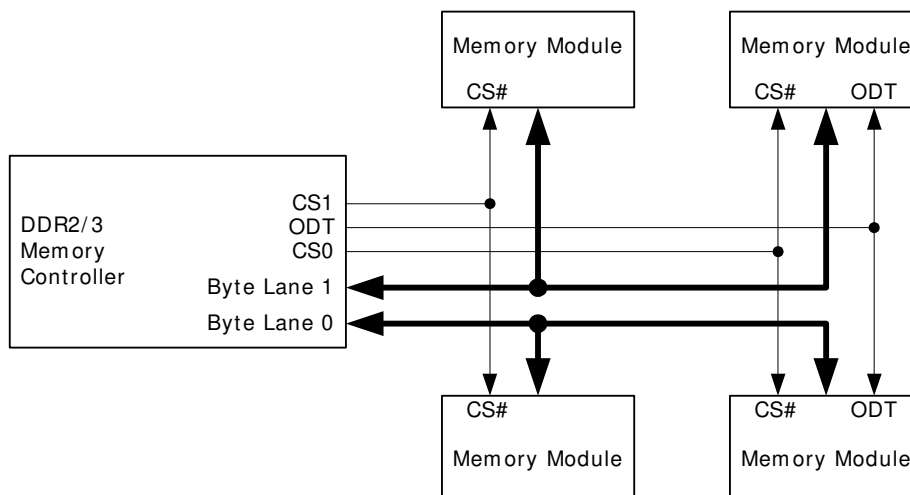 Memory Module
CS#
Memory Module
CS# ODT
DDR2/3
Memory
Controller
CS1
ODT
CS0
Byte Lane 1
Byte Lane 0
CS#
Memory Module
CS# ODT
Memory Module